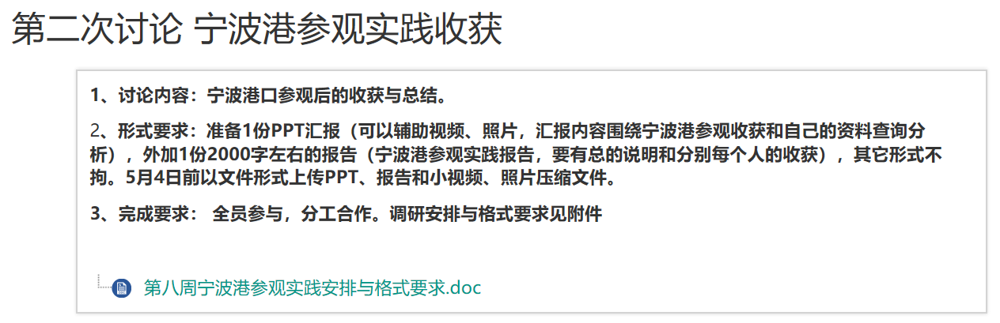 第二次讨论 宁波港参观实践收获
1、讨论内容：宁波港口参观后的收获与总结。
2、形式要求：准备1份PPT汇报（可以辅助视频、照片，汇报内容围绕宁波港参观收获和自己的资料查询分
析），外加1份2000字左右的报告（宁波港参观实践报告，要有总的说明和分别每个人的收获），其它形式不
拘。5月4日前以文件形式上传PPT、报告和小视频、照片压缩文件。
3、完成要求： 全员参与，分工合作。调研安排与格式要求见附件
第八周宁波港参观实践安排与格式要求.doc